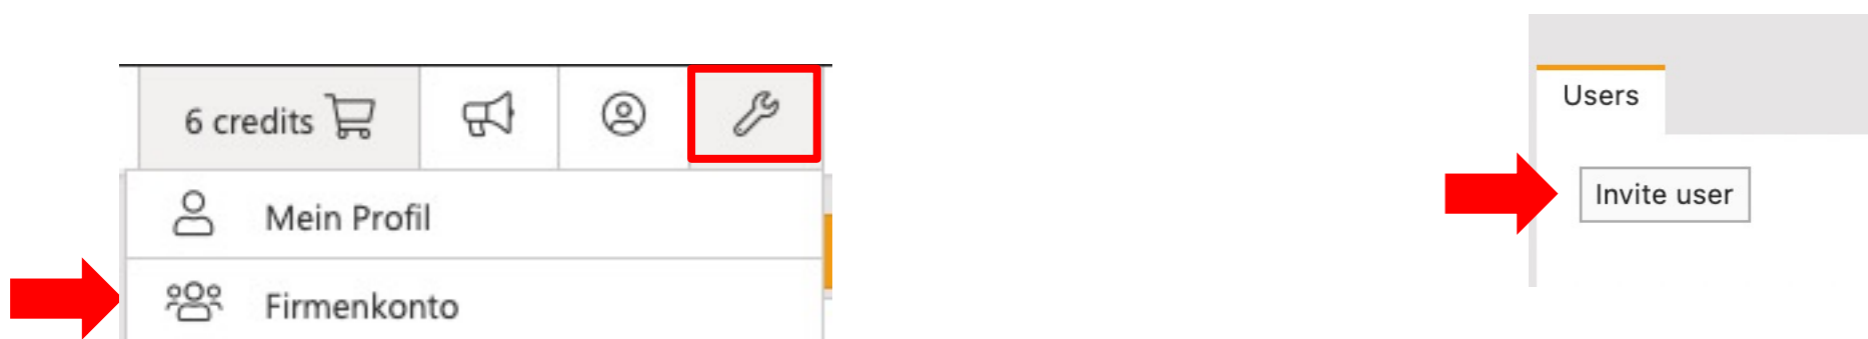 6 credits
Mein Profil
Firmenkonto
Users
Invite user